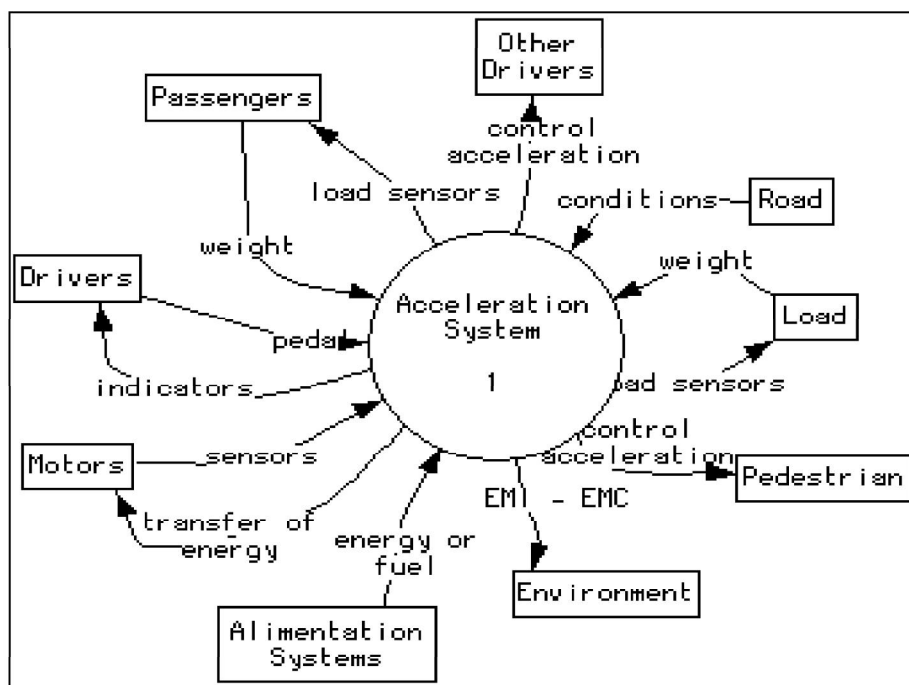 Other
Drivers
Passengers
control
acceleration
load sensors
conditions
Road
weight
weight
Drivers
Acceleration
System
Load
pedal
indicators
1
oad sensors
control
acceleration
sensors
Motors
Pedestrian
EMI - EMC
transfer of
energy
energy or
fuel
Environment
Alimentation
Systems